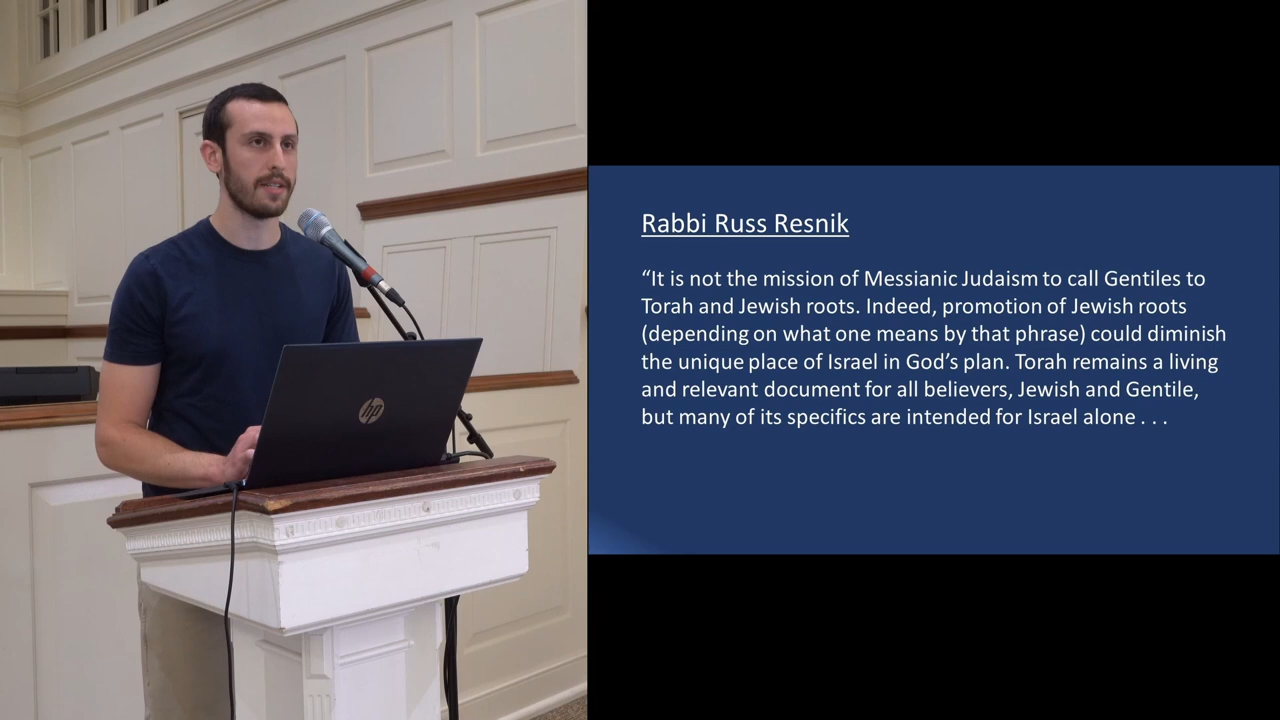 hp
Rabbi Russ Resnik
“It is not the mission of Messianic Judaism to call Gentiles to
Torah and Jewish roots. Indeed, promotion of Jewish roots
(depending on what one means by that phrase) could diminish
the unique place of Israel in God’s plan. Torah remains a living
and relevant document for all believers, Jewish and Gentile,
but many of its specifics are intended for Israel alone . . .